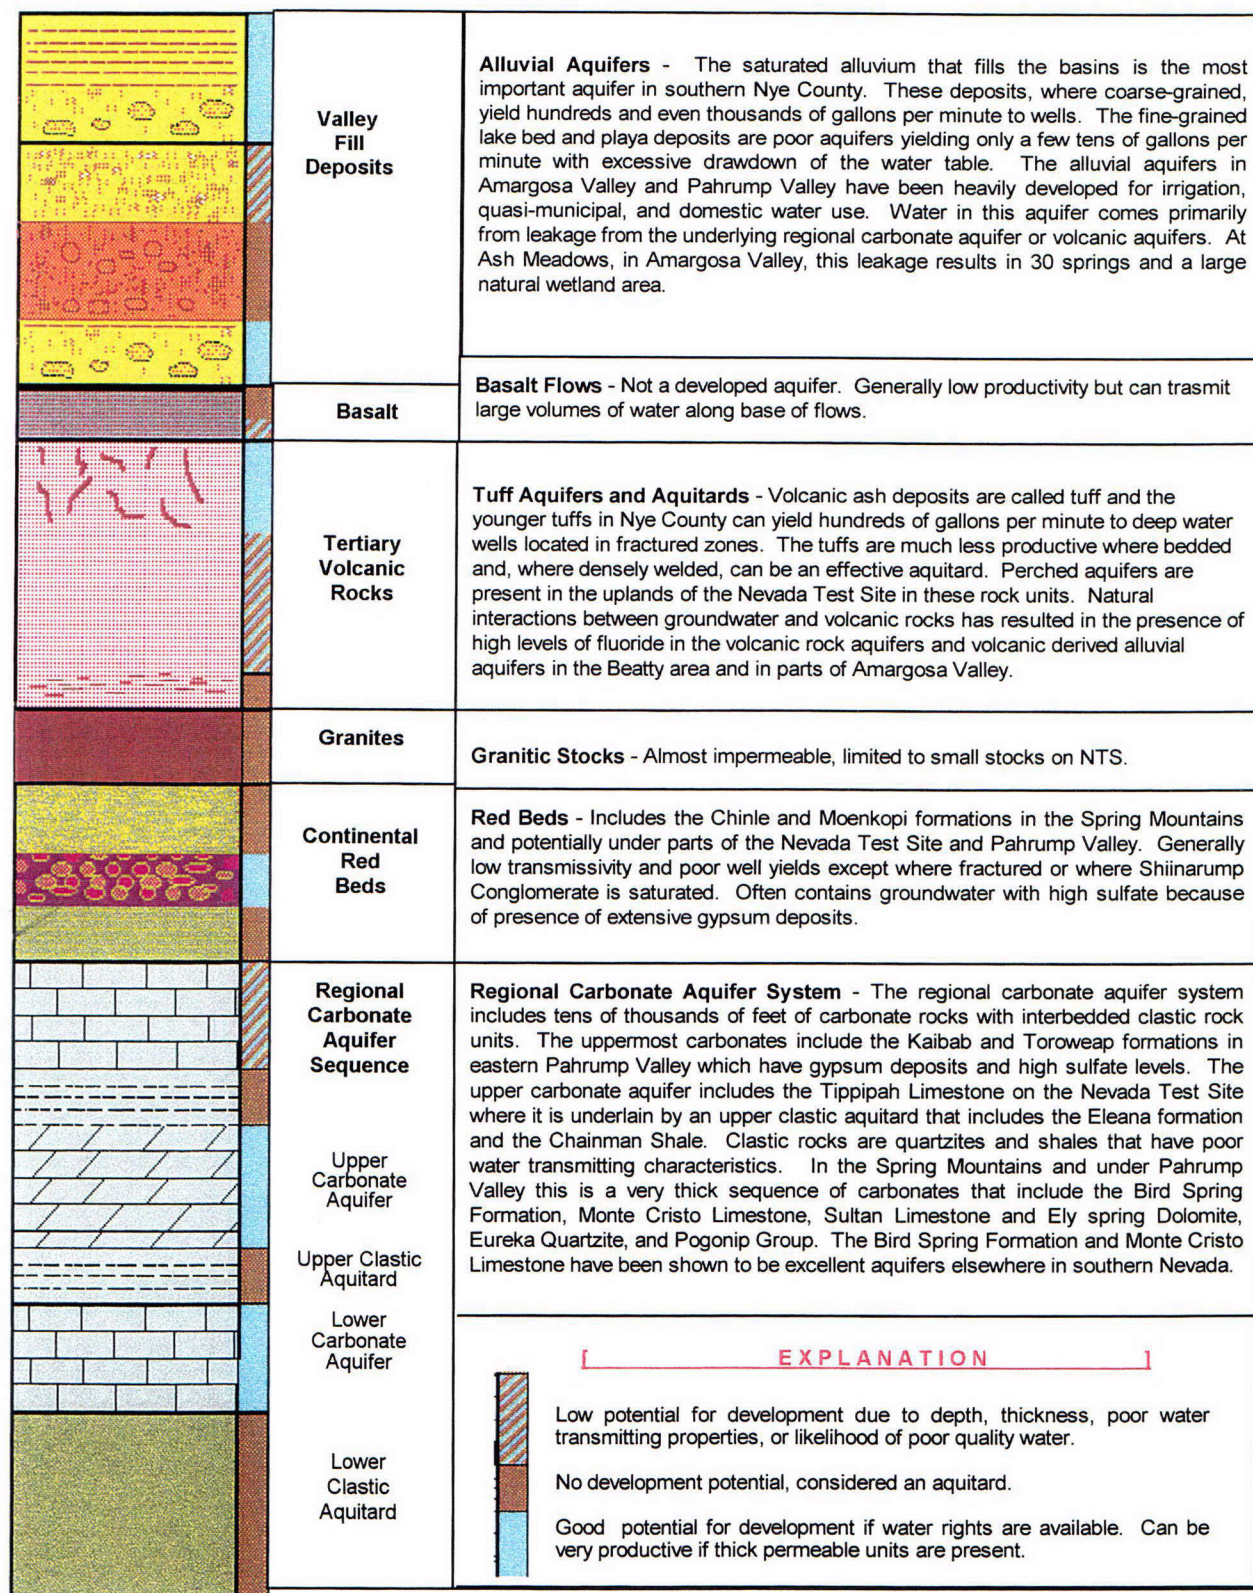 Valley
Fill
Deposits
Alluvial Aquifers - The saturated alluvium that fills the basins is the most
important aquifer in southern Nye County. These deposits, where coarse-grained,
yield hundreds and even thousands of gallons per minute to wells. The fine-grained
lake bed and playa deposits are poor aquifers yielding only a few tens of gallons per
minute with excessive drawdown of the water table. The alluvial aquifers in
Amargosa Valley and Pahrump Valley have been heavily developed for irrigation,
quasi-municipal, and domestic water use. Water in this aquifer comes primarily
from leakage from the underlying regional carbonate aquifer or volcanic aquifers. At
Ash Meadows, in Amargosa Valley, this leakage results in 30 springs and a large
natural wetland area.
Basalt
Basalt Flows - Not a developed aquifer. Generally low productivity but can trasmit
large volumes of water along base of flows.
Tertiary
Volcanic
Rocks
Tuff Aquifers and Aquitards - Volcanic ash deposits are called tuff and the
younger tuffs in Nye County can yield hundreds of gallons per minute to deep water
wells located in fractured zones. The tuffs are much less productive where bedded
and, where densely welded, can be an effective aquitard. Perched aquifers are
present in the uplands of the Nevada Test Site in these rock units. Natural
interactions between groundwater and volcanic rocks has resulted in the presence of
high levels of fluoride in the volcanic rock aquifers and volcanic derived alluvial
aquifers in the Beatty area and in parts of Amargosa Valley.
Granites
Granitic Stocks - Almost impermeable, limited to small stocks on NTS.
Continental
Red
Beds
Red Beds - Includes the Chinle and Moenkopi formations in the Spring Mountains
and potentially under parts of the Nevada Test Site and Pahrump Valley. Generally
low transmissivity and poor well yields except where fractured or where Shiinarump
Conglomerate is saturated. Often contains groundwater with high sulfate because
of presence of extensive gypsum deposits.
Regional
Carbonate
Aquifer
Sequence
Upper
Carbonate
Aquifer
Upper Clastic
Aquitard
Lower
Carbonate
Aquifer
Lower
Clastic
Aquitard
Regional Carbonate Aquifer System - The regional carbonate aquifer system
includes tens of thousands of feet of carbonate rocks with interbedded clastic rock
units. The uppermost carbonates include the Kaibab and Toroweap formations in
eastern Pahrump Valley which have gypsum deposits and high sulfate levels. The
upper carbonate aquifer includes the Tippipah Limestone on the Nevada Test Site
where it is underlain by an upper clastic aquitard that includes the Eleana formation
and the Chainman Shale. Clastic rocks are quartzites and shales that have poor
water transmitting characteristics. In the Spring Mountains and under Pahrump
Valley this is a very thick sequence of carbonates that include the Bird Spring
Formation, Monte Cristo Limestone, Sultan Limestone and Ely spring Dolomite,
Eureka Quartzite, and Pogonip Group. The Bird Spring Formation and Monte Cristo
Limestone have been shown to be excellent aquifers elsewhere in southern Nevada.
[ EXPLANATION ]
Low potential for development due to depth, thickness, poor water
transmitting properties, or likelihood of poor quality water.
No development potential, considered an aquitard.
Good potential for development if water rights are available. Can be
very productive if thick permeable units are present.